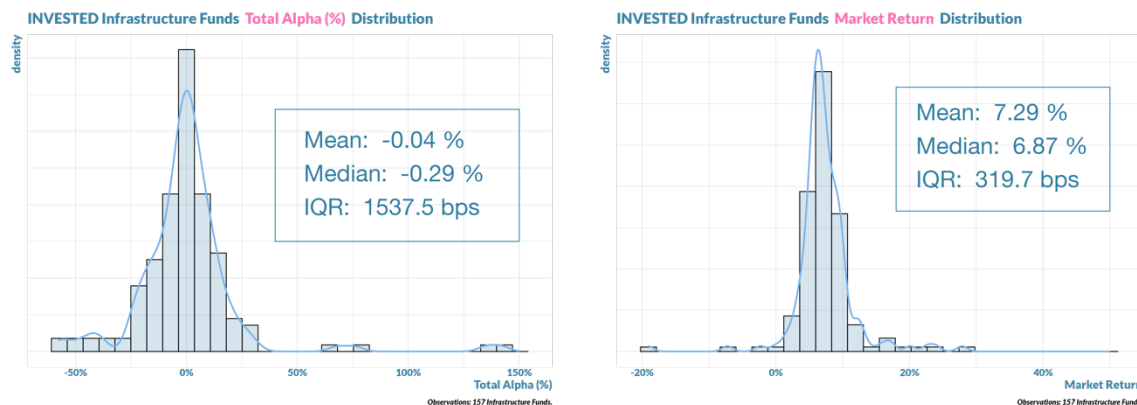 INVESTED Infrastructure Funds Total Alpha (%) Distribution
density
Mean: -0.04 %
Median: -0.29 %
IQR: 1537.5 bps
-50%
0%
50%
100%
150%
Total Alpha (%)
Observations: 157 Infrastructure Funds.
INVESTED Infrastructure Funds Market Return Distribution
density
Mean: 7.29 %
Median: 6.87 %
IQR: 319.7 bps
-20%
0%
20%
40%
Market Return
Observations: 157 Infrastructure Fund